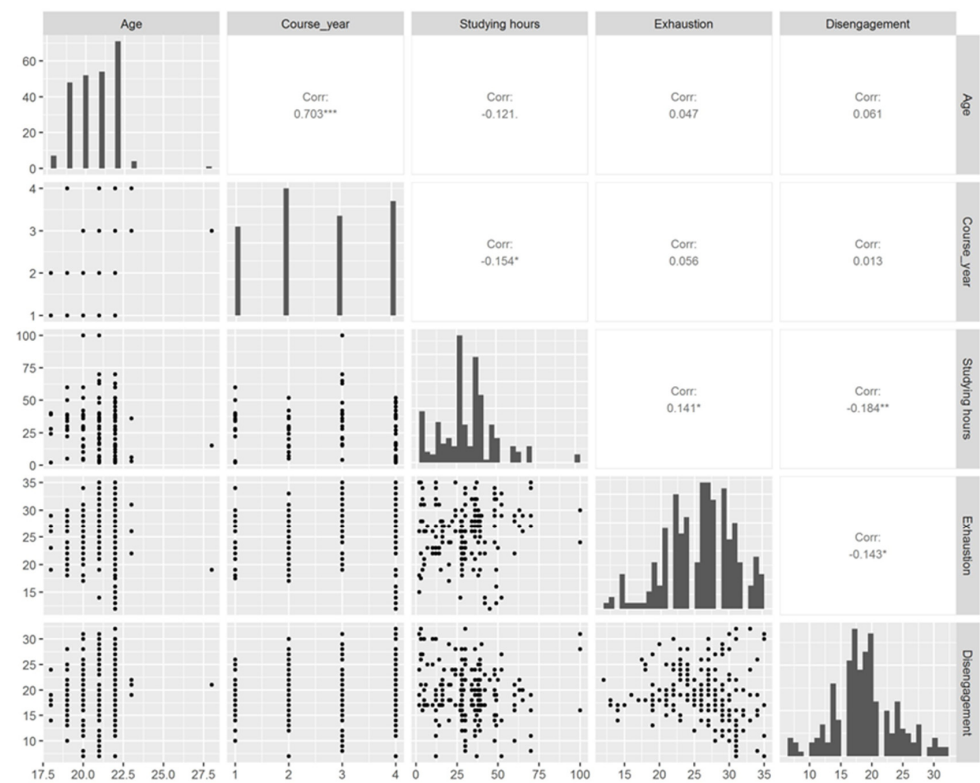 Age Course_year Studying hours Exhaustion Disengagement
60
40
20
0
Corr:
0.703***
Corr:
-0.121.
Corr:
0.047
Corr:
0.061
Age
4
3
2
1
Corr:
-0.154*
Corr:
0.056
Corr:
0.013
Course_year
100
75
50
25
0
Corr:
0.141*
Corr:
-0.184**
Studying hours
35
30
25
20
15
Corr:
-0.143*
Exhaustion
30
25
20
15
10
Disengagement
17.5 20.0 22.5 25.0 27.5 1 2 3 4 0 25 50 75 100 15 20 25 30 35 10 15 20 25 30